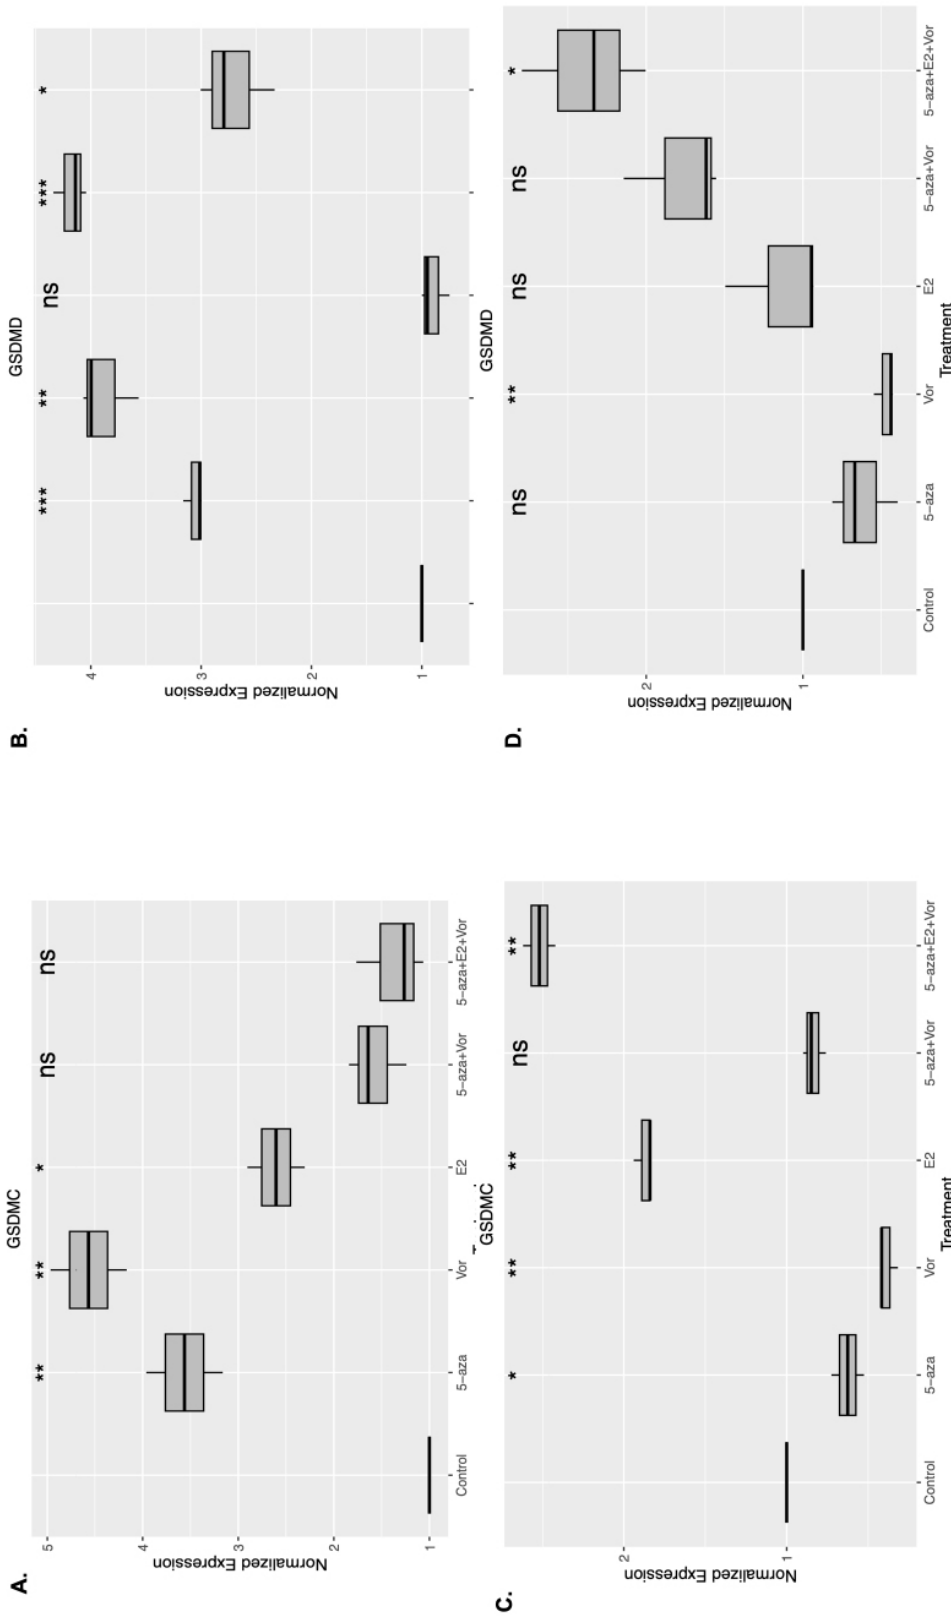 A.
GSDMC
Normalized Expression
5
4
3
2
1
** ** * ns ns
Control 5-aza Vor E2 5-aza+Vor 5-aza+E2+Vor
B.
GSDMD
Normalized Expression
4
3
2
1
*** ** ns *** *
C.
GSDMC
Normalized Expression
2
1
* ** ** ns **
Control 5-aza Vor E2 5-aza+Vor 5-aza+E2+Vor
Treatment
D.
GSDMD
Normalized Expression
2
1
ns ** ns ns *
Control 5-aza Vor E2 5-aza+Vor 5-aza+E2+Vor
Treatment